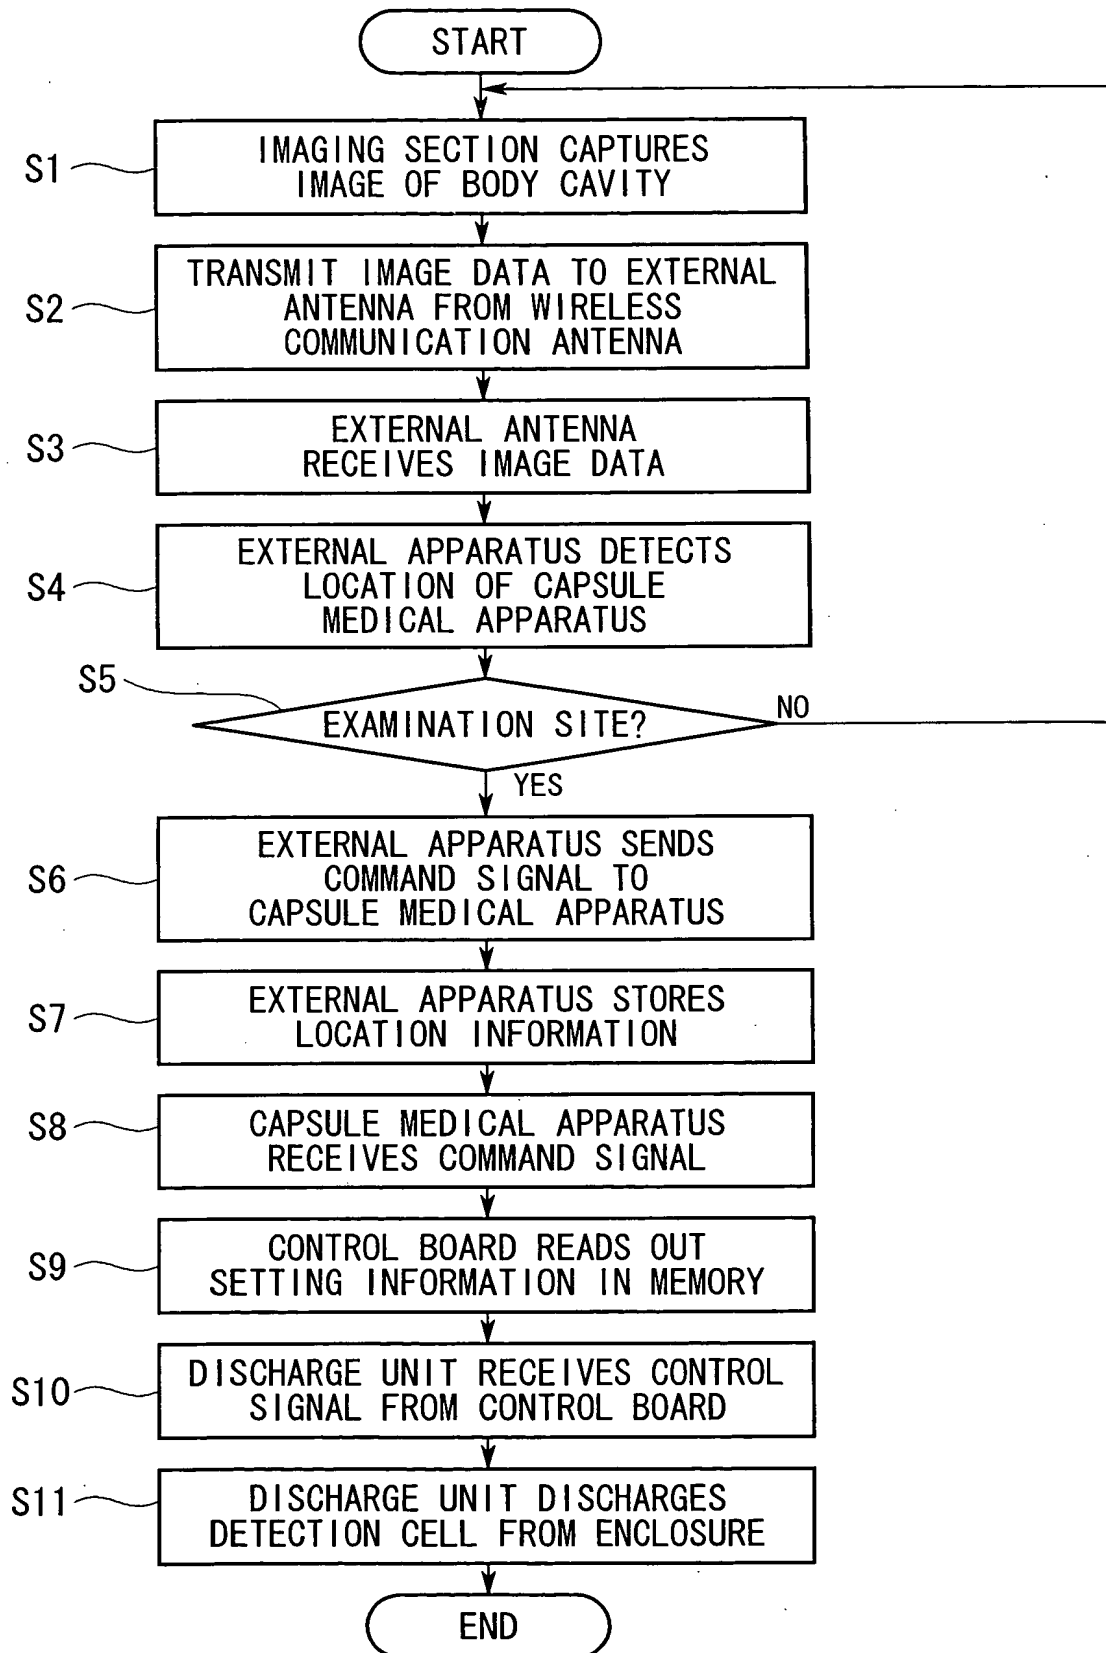 START
S1
IMAGING SECTION CAPTURES
IMAGE OF BODY CAVITY
S2
TRANSMIT IMAGE DATA TO EXTERNAL
ANTENNA FROM WIRELESS
COMMUNICATION ANTENNA
S3
EXTERNAL ANTENNA
RECEIVES IMAGE DATA
S4
EXTERNAL APPARATUS DETECTS
LOCATION OF CAPSULE
MEDICAL APPARATUS
S5
EXAMINATION SITE?
NO
YES
S6
EXTERNAL APPARATUS SENDS
COMMAND SIGNAL TO
CAPSULE MEDICAL APPARATUS
S7
EXTERNAL APPARATUS STORES
LOCATION INFORMATION
S8
CAPSULE MEDICAL APPARATUS
RECEIVES COMMAND SIGNAL
S9
CONTROL BOARD READS OUT
SETTING INFORMATION IN MEMORY
S10
DISCHARGE UNIT RECEIVES CONTROL
SIGNAL FROM CONTROL BOARD
S11
DISCHARGE UNIT DISCHARGES
DETECTION CELL FROM ENCLOSURE
END